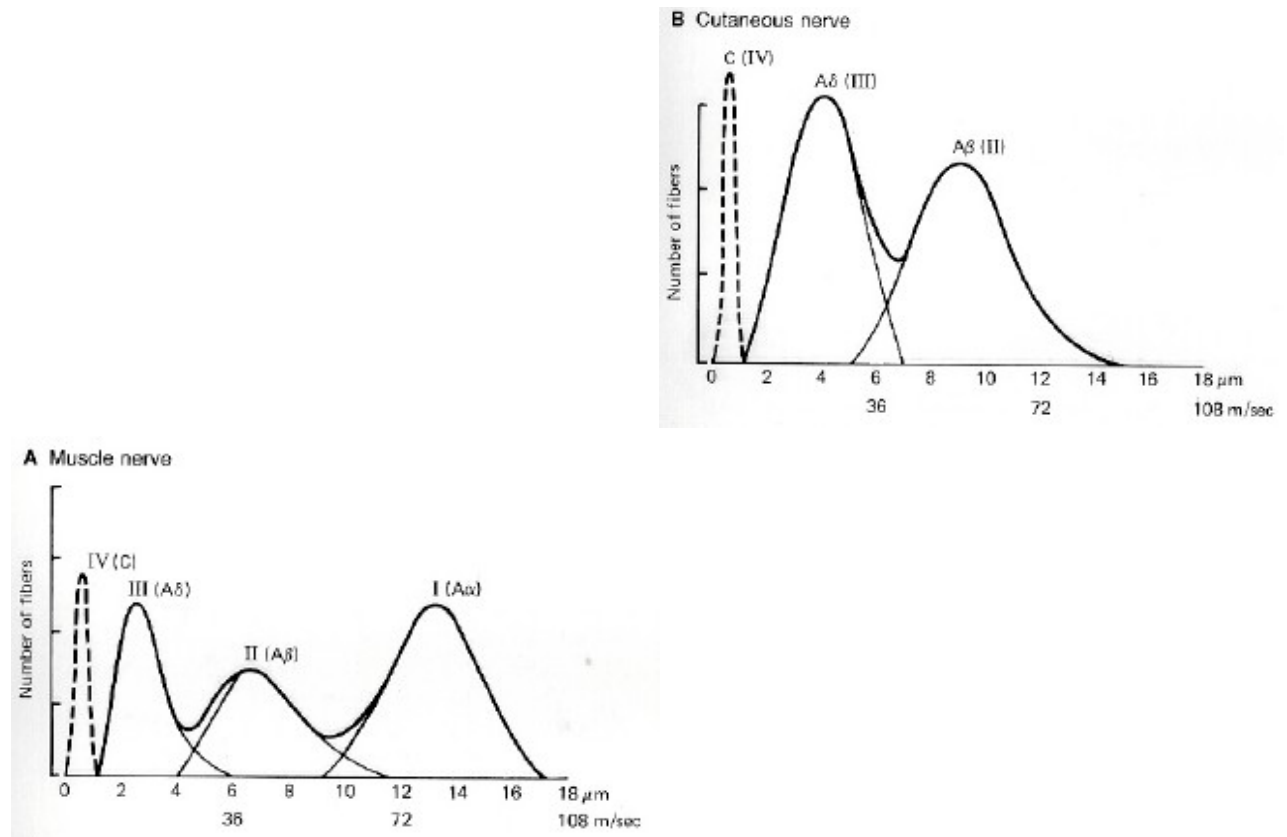 B Cutaneous nerve
C (IV)
Aδ (III)
Aβ (II)
Number of fibers
0 2 4 6 8 10 12 14 16 18 μm
36 72 108 m/sec
A Muscle nerve
IV (C)
III (Aδ)
I (Aα)
II (Aβ)
Number of fibers
0 2 4 6 8 10 12 14 16 18 μm
36 72 108 m/sec